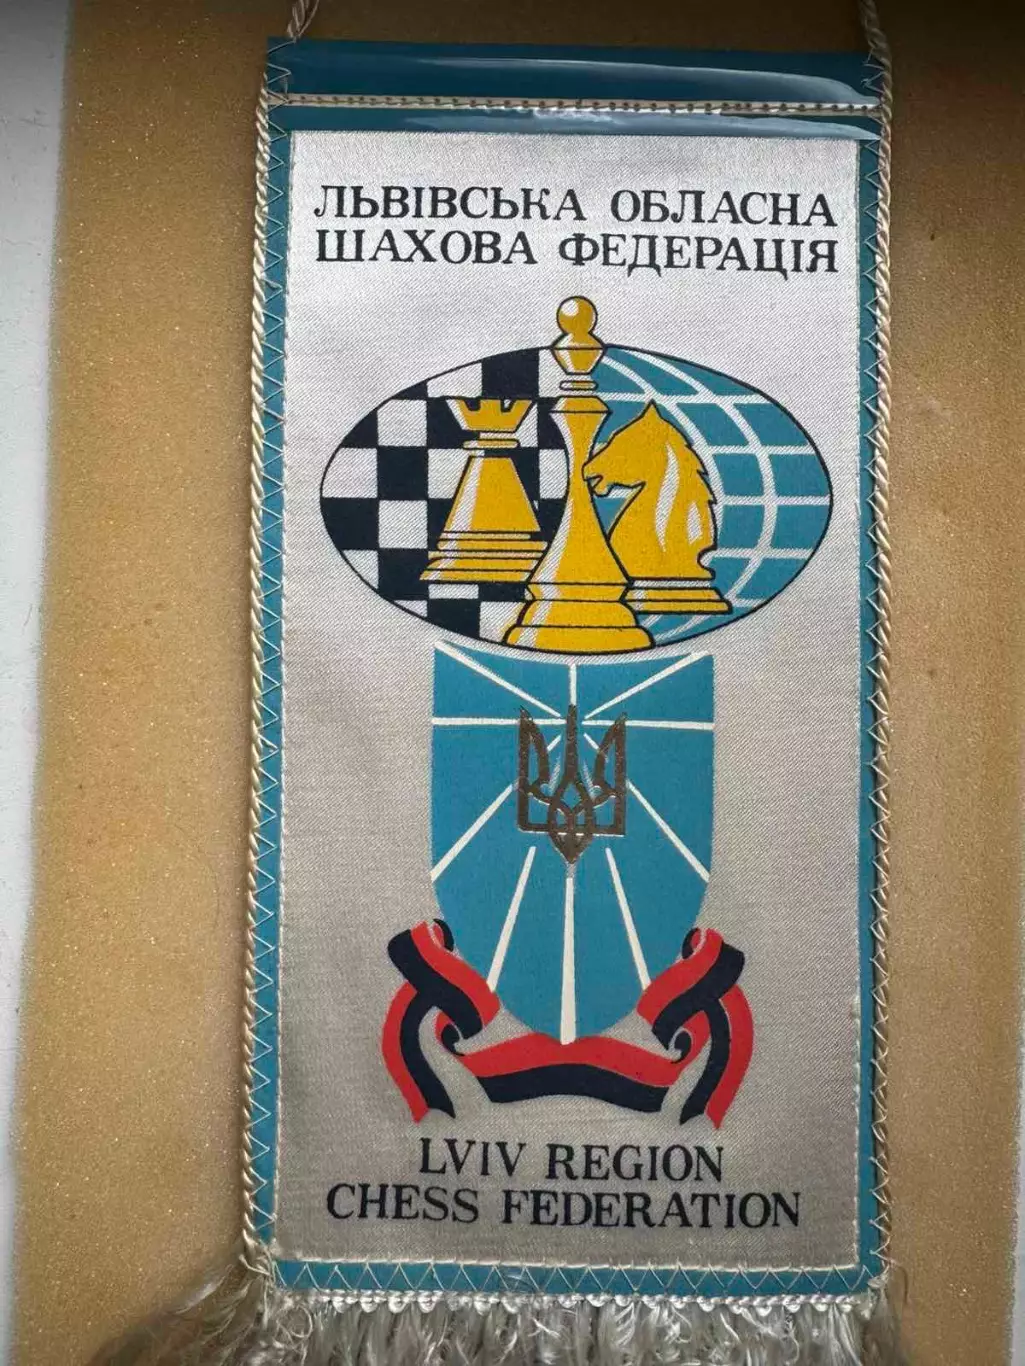 ЛЬВІВСЬКА ОБЛАСНА
ШАХОВА ФЕДЕРАЦІЯ
LVIV REGION
CHESS FEDERATION